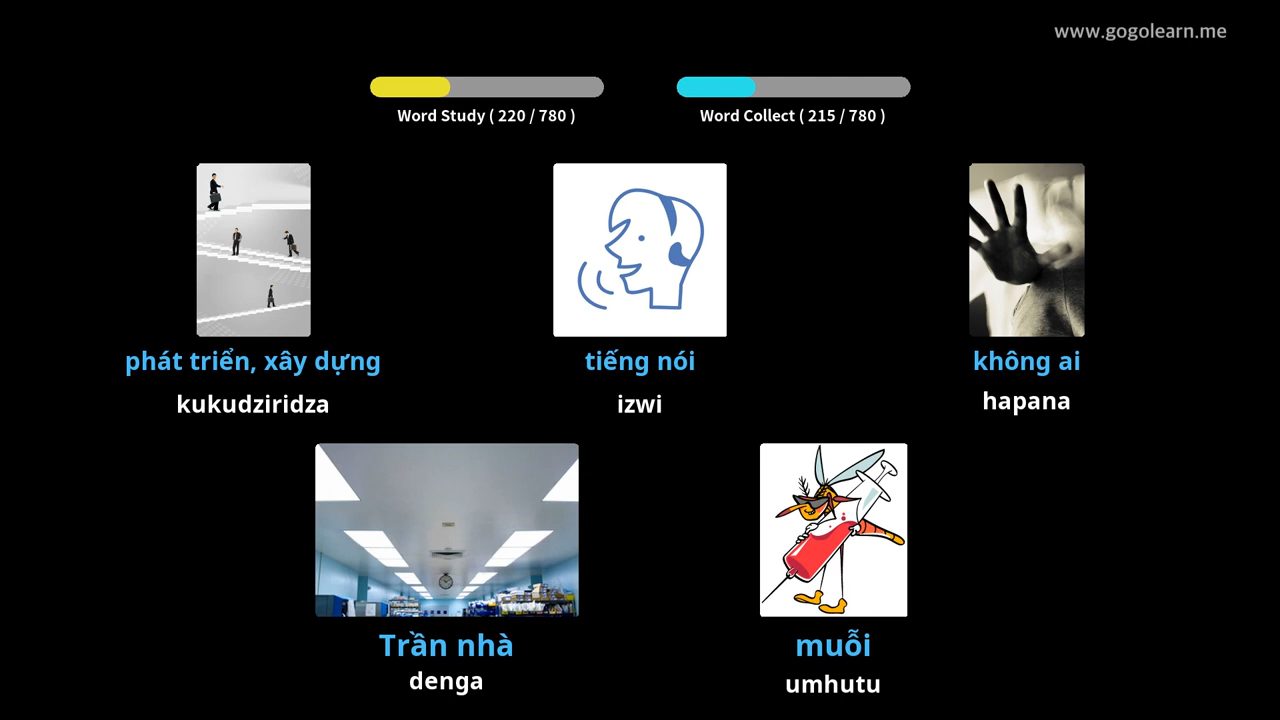 www.gogolearn.me
Word Study ( 220 / 780 )
Word Collect ( 215 / 780 )
phát triển, xây dựng
kukudziridza
tiếng nói
izwi
không ai
hapana
Trần nhà
denga
muỗi
umhutu